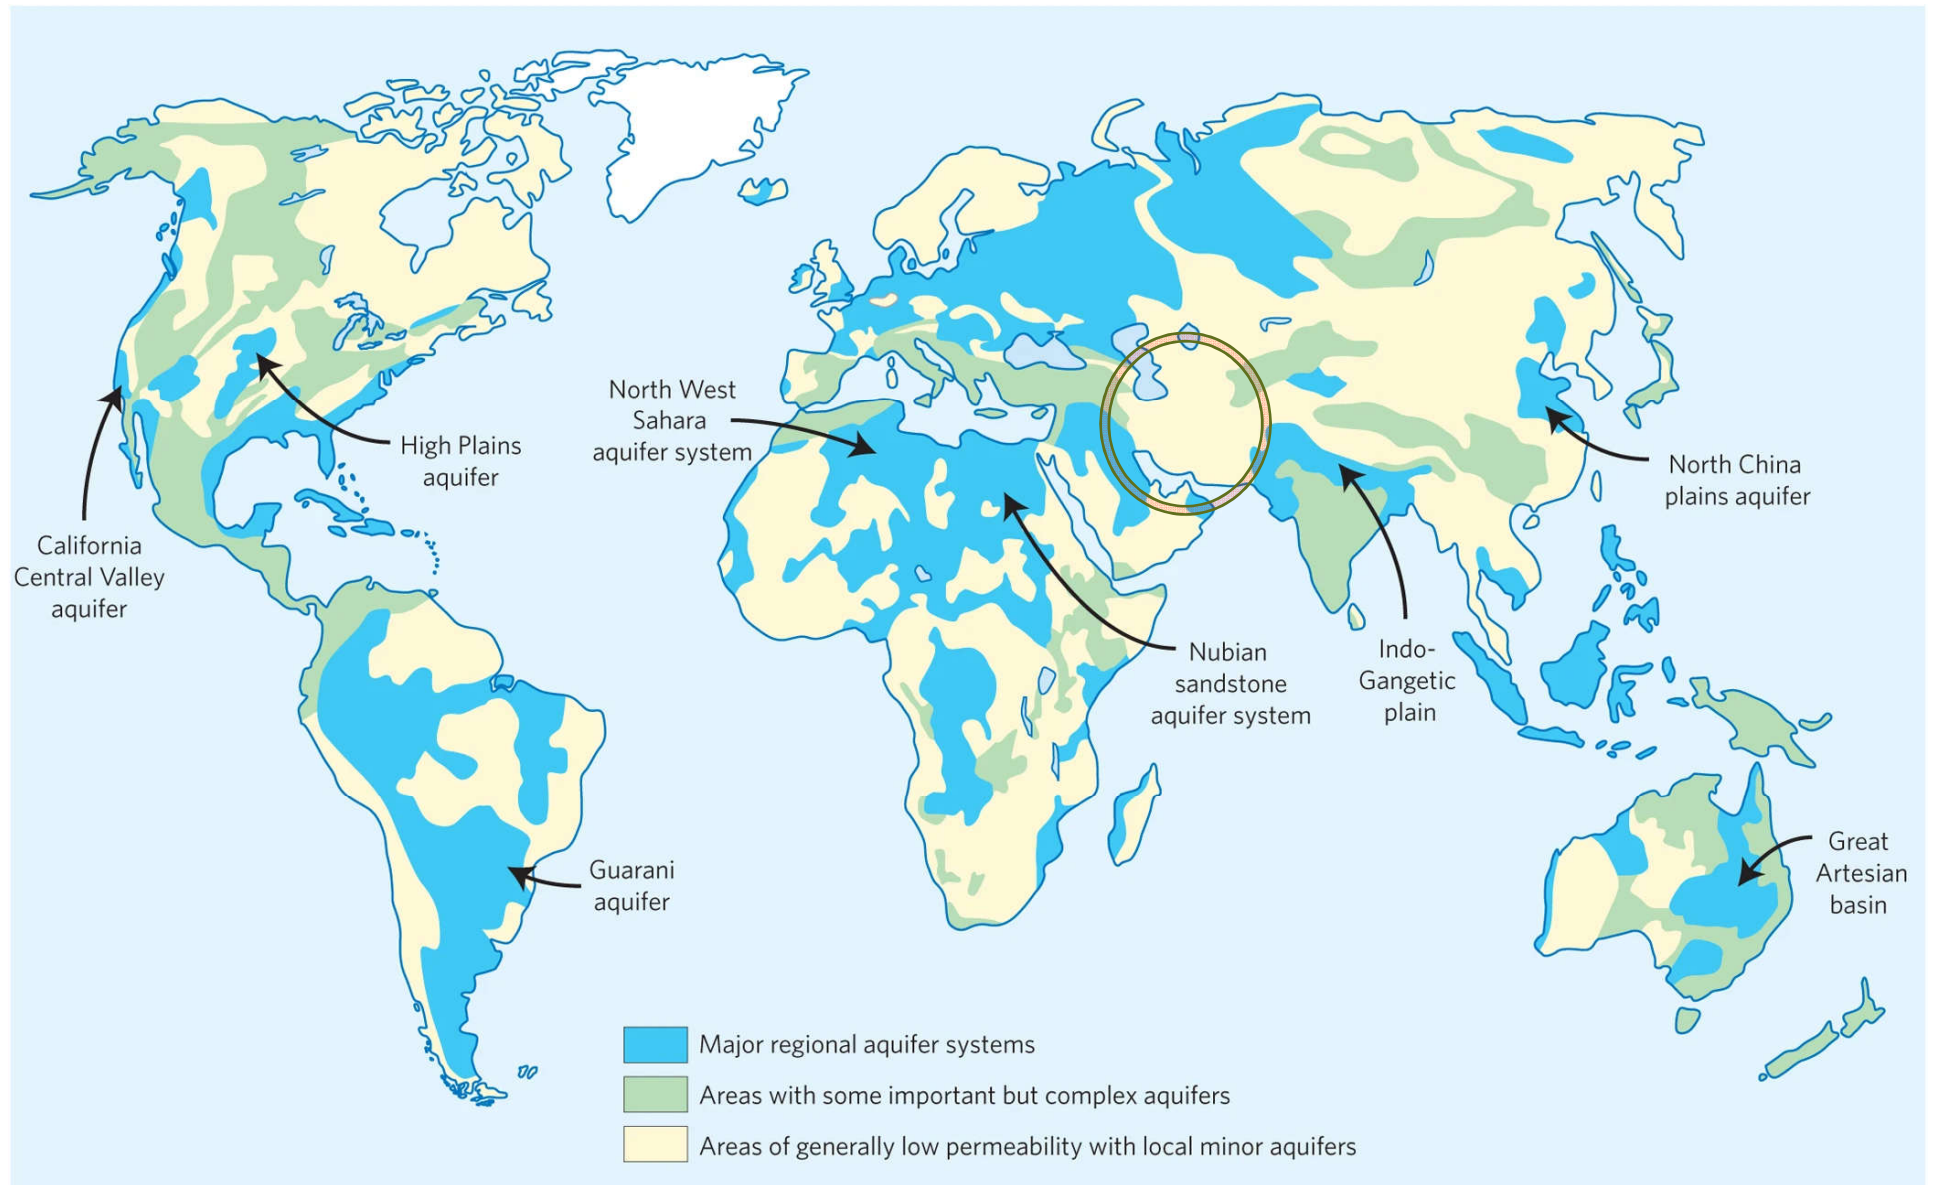 North West
Sahara
aquifer system
High Plains
aquifer
North China
plains aquifer
California
Central Valley
aquifer
Indo-
Gangetic
plain
Nubian
sandstone
aquifer system
Guarani
aquifer
Great
Artesian
basin
Major regional aquifer systems
Areas with some important but complex aquifers
Areas of generally low permeability with local minor aquifers